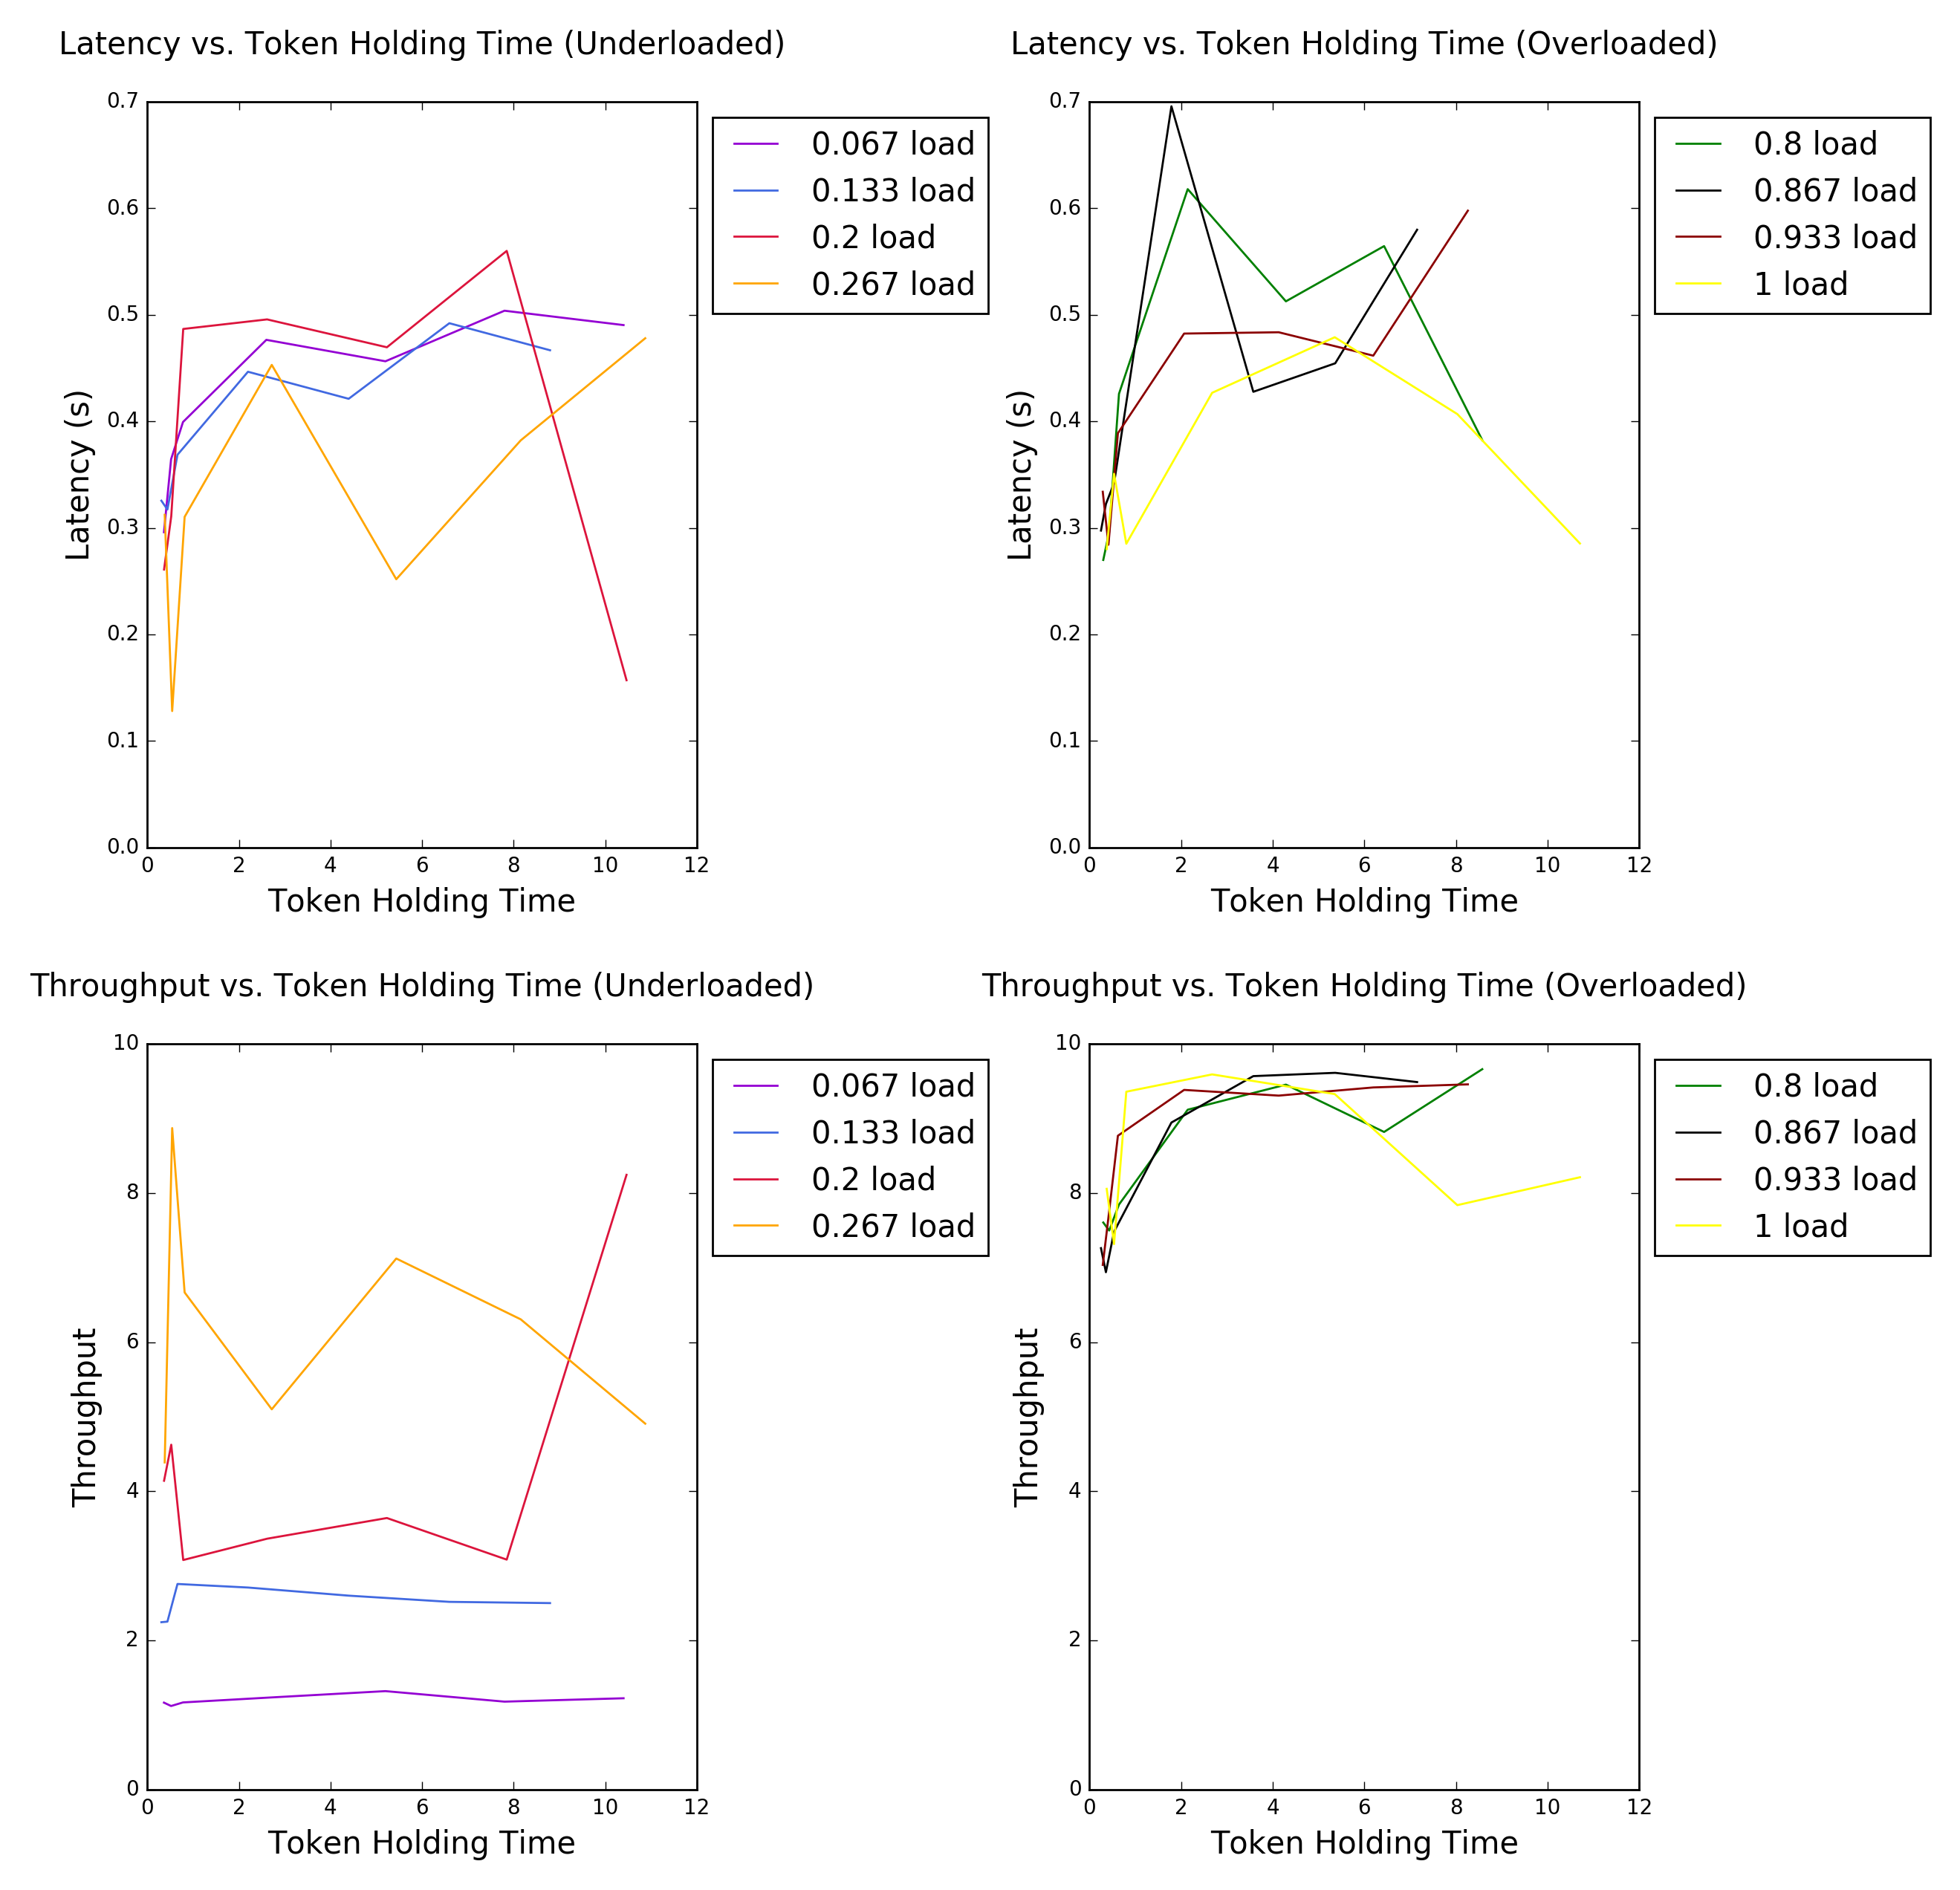 Latency vs. Token Holding Time (Underloaded)
0.7
0.6
0.5
0.4
0.3
0.2
0.1
0.0
Latency (s)
0 2 4 6 8 10 12
Token Holding Time
0.067 load
0.133 load
0.2 load
0.267 load
Latency vs. Token Holding Time (Overloaded)
0.7
0.6
0.5
0.4
0.3
0.2
0.1
0.0
Latency (s)
0 2 4 6 8 10 12
Token Holding Time
0.8 load
0.867 load
0.933 load
1 load
Throughput vs. Token Holding Time (Underloaded)
10
8
6
4
2
0
Throughput
0 2 4 6 8 10 12
Token Holding Time
0.067 load
0.133 load
0.2 load
0.267 load
Throughput vs. Token Holding Time (Overloaded)
10
8
6
4
2
0
Throughput
0 2 4 6 8 10 12
Token Holding Time
0.8 load
0.867 load
0.933 load
1 load